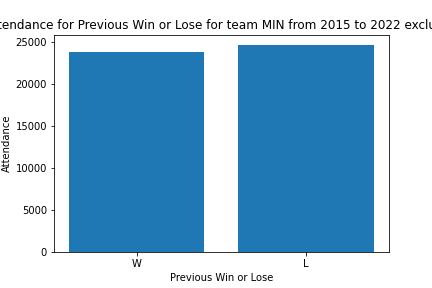 tendance for Previous Win or Lose for team MIN from 2015 to 2022 exclu
25000
20000
15000
10000
5000
0
Attendance
W L
Previous Win or Lose